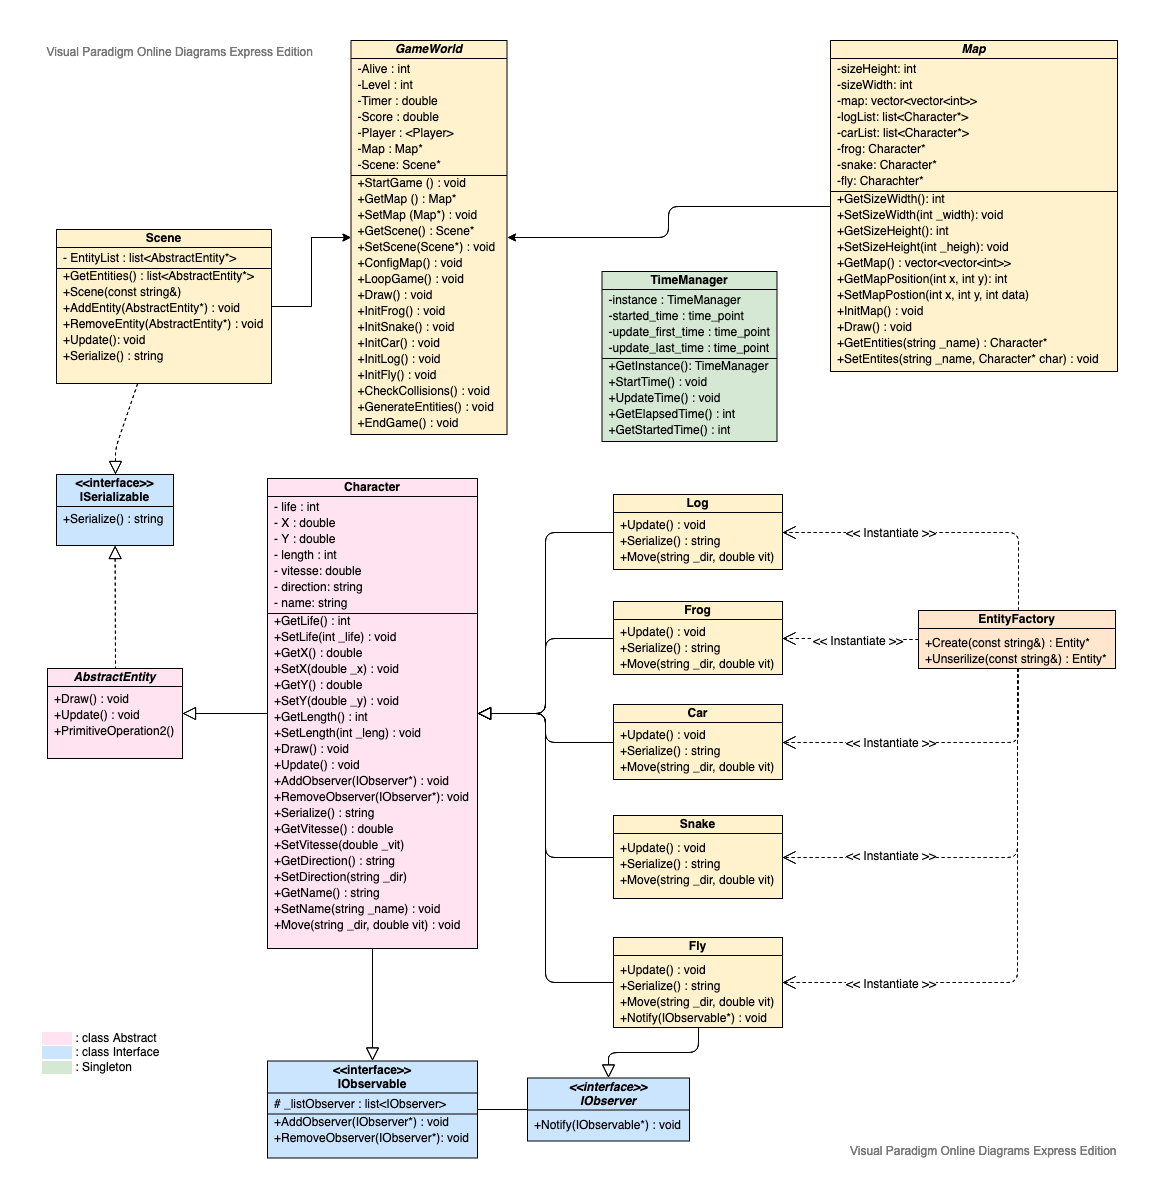 Visual Paradigm Online Diagrams Express Edition
GameWorld
-Alive : int
-Level : int
-Timer : double
-Score : double
-Player : <Player>
-Map : Map*
-Scene: Scene*
+StartGame () : void
+GetMap () : Map*
+SetMap (Map*) : void
+GetScene() : Scene*
+SetScene(Scene*) : void
+ConfigMap() : void
+LoopGame() : void
+Draw() : void
+InitFrog() : void
+InitSnake() : void
+InitCar() : void
+InitLog() : void
+InitFly() : void
+CheckCollisions() : void
+GenerateEntities() : void
+EndGame() : void
Map
-sizeHeight: int
-sizeWidth: int
-map: vector<vector<int>>
-logList: list<Character*>
-carList: list<Character*>
-frog: Character*
-snake: Character*
-fly: Charachter*
+GetSizeWidth(): int
+SetSizeWidth(int _width): void
+GetSizeHeight(): int
+SetSizeHeight(int _heigh): void
+GetMap() : vector<vector<int>>
+GetMapPosition(int x, int y): int
+SetMapPostion(int x, int y, int data)
+InitMap() : void
+Draw() : void
+GetEntities(string _name) : Character*
+SetEntites(string _name, Character* char) : void
Scene
- EntityList : list<AbstractEntity*>
+GetEntities() : list<AbstractEntity*>
+Scene(const string&)
+AddEntity(AbstractEntity*) : void
+RemoveEntity(AbstractEntity*) : void
+Update(): void
+Serialize() : string
TimeManager
-instance : TimeManager
-started_time : time_point
-update_first_time : time_point
-update_last_time : time_point
+GetInstance(): TimeManager
+StartTime() : void
+UpdateTime() : void
+GetElapsedTime() : int
+GetStartedTime() : int
<<interface>>
ISerializable
+Serialize() : string
Character
- life : int
- X : double
- Y : double
- length : int
- vitesse: double
- direction: string
- name: string
+GetLife() : int
+SetLife(int _life) : void
+GetX() : double
+SetX(double _x) : void
+GetY() : double
+SetY(double _y) : void
+GetLength() : int
+SetLength(int _leng) : void
+Draw() : void
+Update() : void
+AddObserver(IObserver*) : void
+RemoveObserver(IObserver*): void
+Serialize() : string
+GetVitesse() : double
+SetVitesse(double _vit)
+GetDirection() : string
+SetDirection(string _dir)
+GetName() : string
+SetName(string _name) : void
+Move(string _dir, double vit) : void
Log
+Update() : void
+Serialize() : string
+Move(string _dir, double vit)
<< Instantiate >>
Frog
+Update() : void
+Serialize() : string
+Move(string _dir, double vit)
<< Instantiate >>
EntityFactory
+Create(const string&) : Entity*
+Unserilize(const string&) : Entity*
AbstractEntity
+Draw() : void
+Update() : void
+PrimitiveOperation2()
Car
+Update() : void
+Serialize() : string
+Move(string _dir, double vit)
<< Instantiate >>
Snake
+Update() : void
+Serialize() : string
+Move(string _dir, double vit)
<< Instantiate >>
Fly
+Update() : void
+Serialize() : string
+Move(string _dir, double vit)
+Notify(IObservable*) : void
<< Instantiate >>
: class Abstract
: class Interface
: Singleton
<<interface>>
IObservable
# _listObserver : list<IObserver>
+AddObserver(IObserver*) : void
+RemoveObserver(IObserver*): void
<<interface>>
IObserver
+Notify(IObservable*) : void
Visual Paradigm Online Diagrams Express Edition